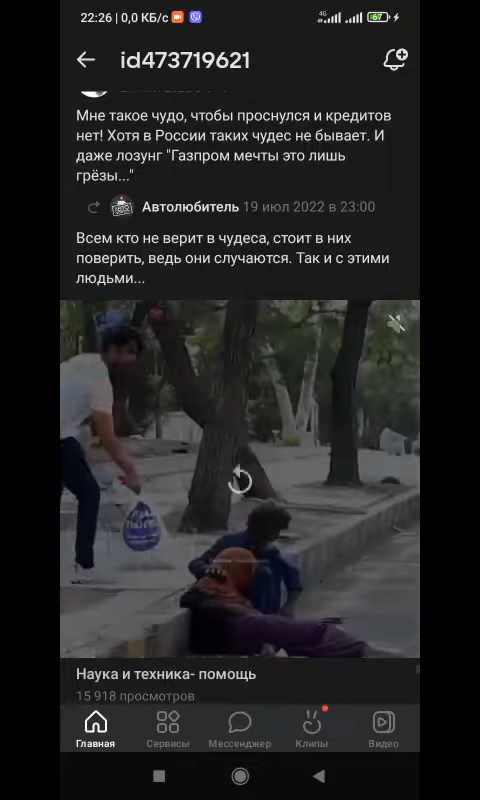 22:26 | 0,0 КБ/с
4G
67
id473719621
Мне такое чудо, чтобы проснулся и кредитов
нет! Хотя в России таких чудес не бывает. И
даже лозунг "Газпром мечты это лишь
грёзы..."
Автолюбитель 19 июл 2022 в 23:00
Всем кто не верит в чудеса, стоит в них
поверить, ведь они случаются. Так и с этими
людьми...
Наука и техника- помощь
15 918 просмотров
Главная
Сервисы
Мессенджер
Клипы
Видео